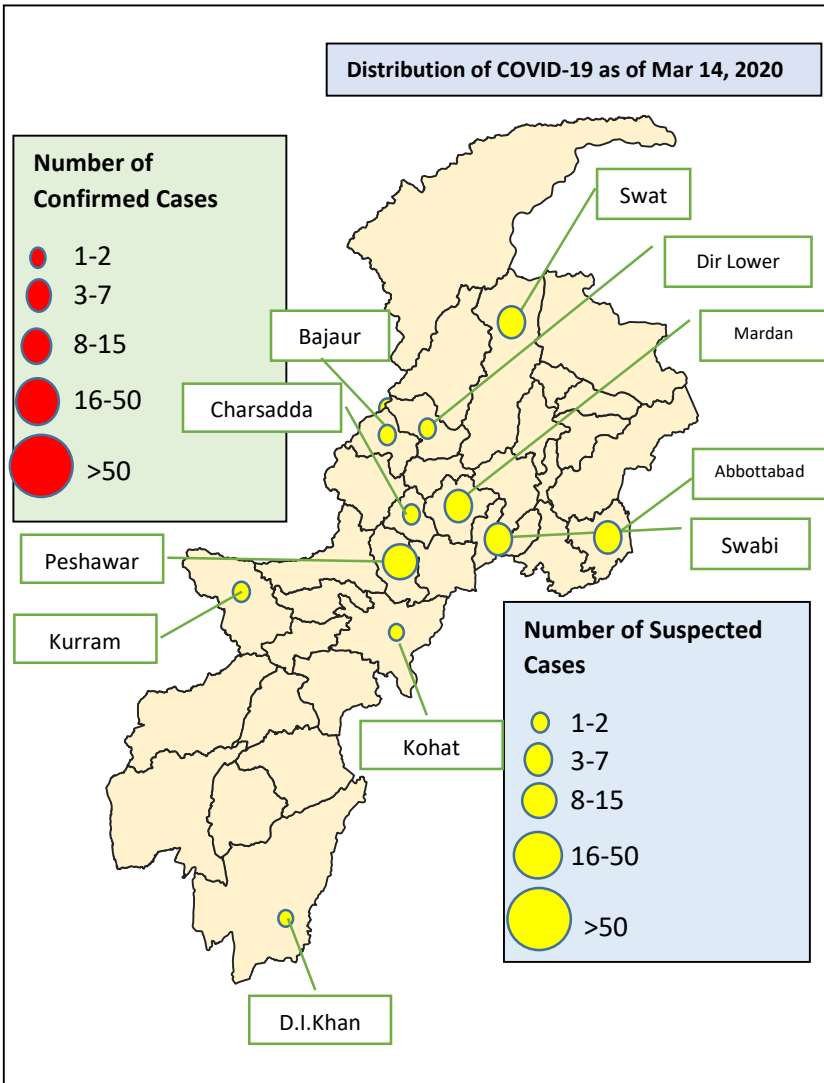 Distribution of COVID-19 as of Mar 14, 2020
Number of
Confirmed Cases
1-2
3-7
8-15
16-50
>50
Swat
Dir Lower
Bajaur
Mardan
Charsadda
Abbottabad
Swabi
Peshawar
Kurram
Kohat
D.I.Khan
Number of Suspected
Cases
1-2
3-7
8-15
16-50
>50